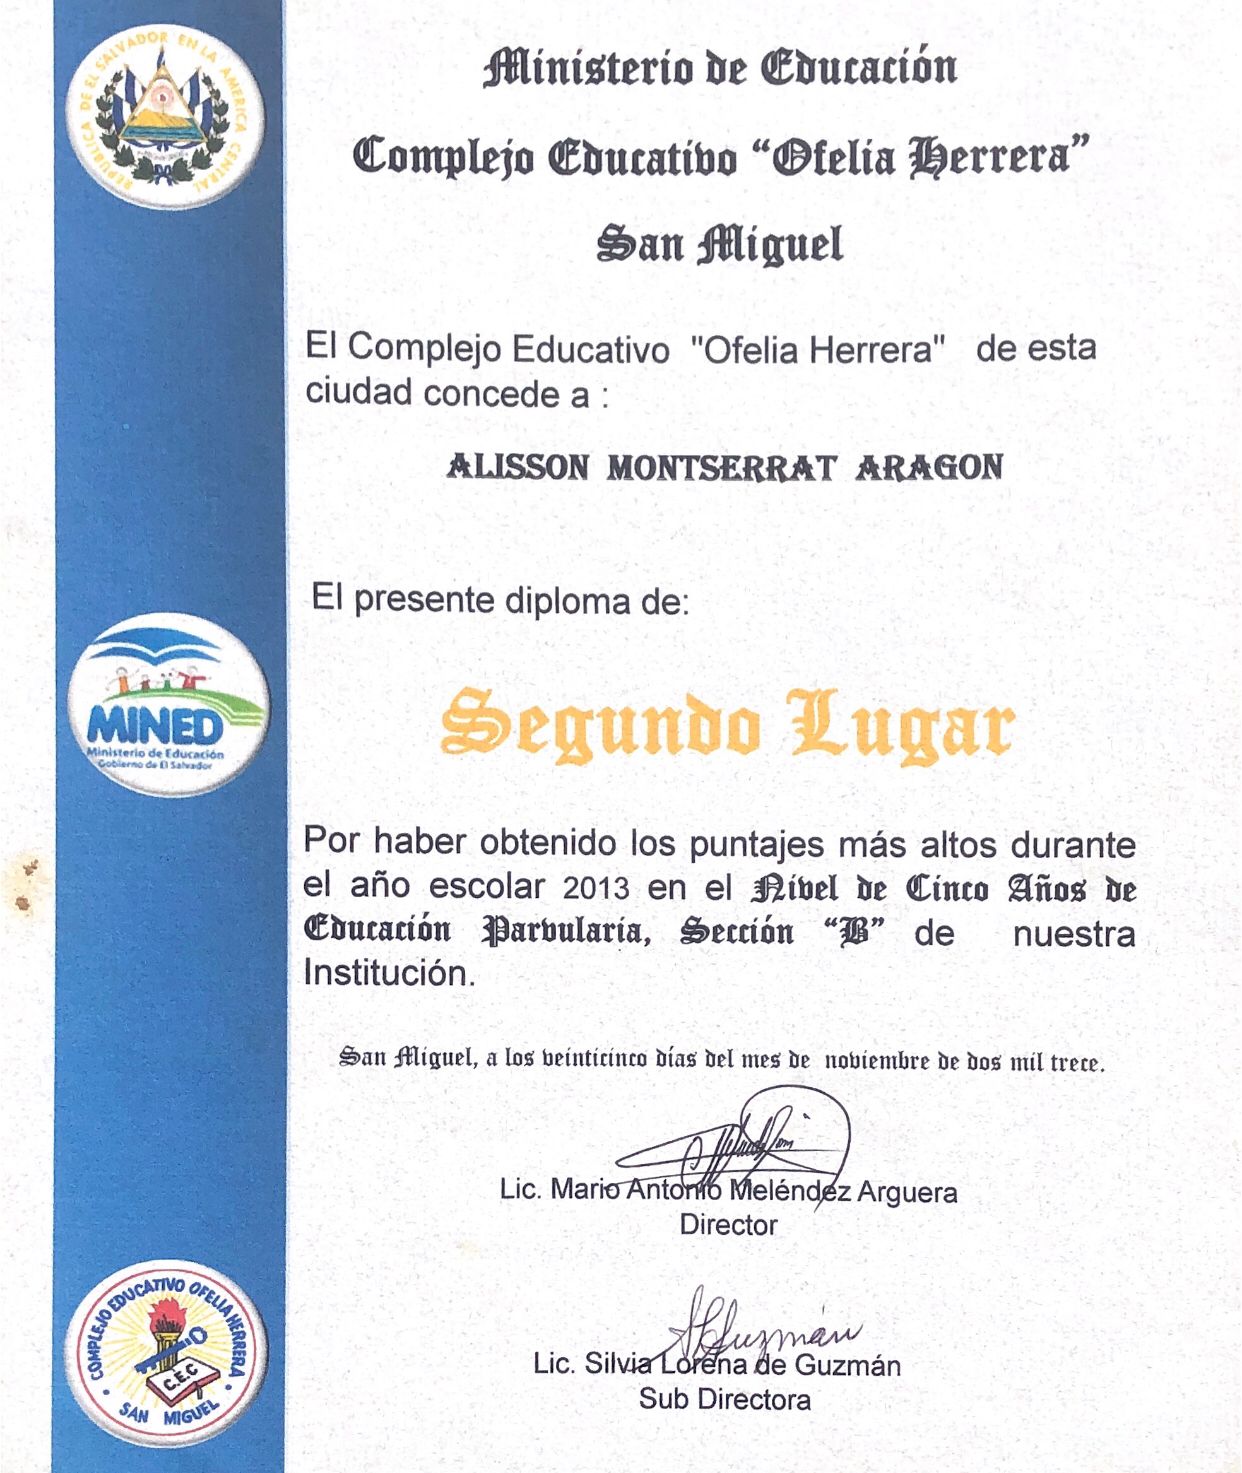 REPÚBLICA DE EL SALVADOR EN LA AMERICA CENTRAL
Ministerio de Educación
Complejo Educativo “Ofelia Herrera”
San Miguel
El Complejo Educativo "Ofelia Herrera" de esta
ciudad concede a :
ALISSON MONTSERRAT ARAGON
El presente diploma de:
MINED
Ministerio de Educación
Gobierno de El Salvador
Segundo Lugar
Por haber obtenido los puntajes más altos durante
el año escolar 2013 en el Nivel de Cinco Años de
Educación Parvularia, Sección “B” de nuestra
Institución.
San Miguel, a los veinticinco días del mes de noviembre de dos mil trece.
Lic. Mario Antonio Meléndez Arguera
Director
COMPLEJO EDUCATIVO OFELIA HERRERA
C.E.C
SAN MIGUEL
Guzmán
Lic. Silvia Lorena de Guzmán
Sub Directora